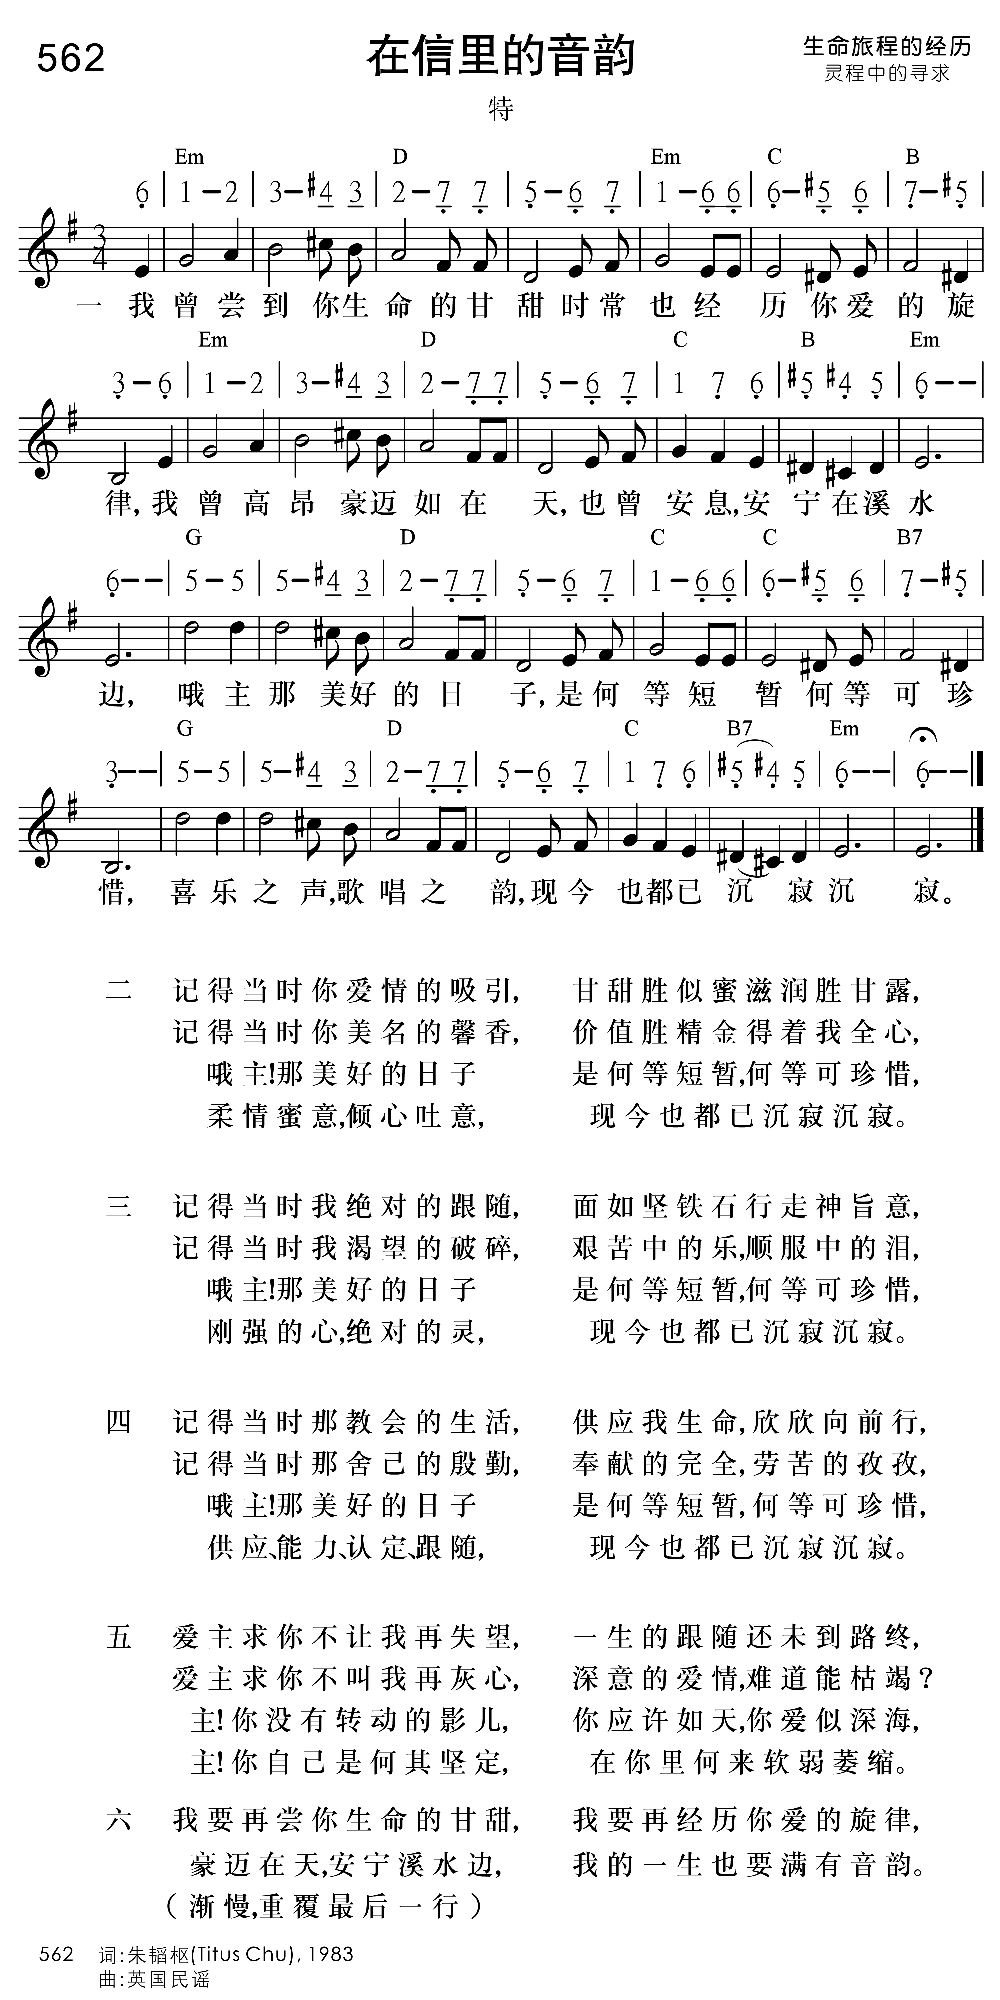 562
在信里的音韵
生命旅程的经历
灵程中的寻求
特
Em D Em C B
6 | 1-2 | 3-#4 3 | 2-7 7 | 5-6 7 | 1-6 6 | 6-#5 6 | 7-#5 |
3/4
一 我曾尝到你生命的甘甜时常也经历你爱的旋
Em D C B Em
3-6 | 1-2 | 3-#4 3 | 2-7 7 | 5-6 7 | 1 7 6 | #5 #4 5 | 6-- |
律,我曾高昂豪迈如在天,也曾安息,安宁在溪水
G D C C B7
6-- | 5-5 | 5-#4 3 | 2-7 7 | 5-6 7 | 1-6 6 | 6-#5 6 | 7-#5 |
边,哦主那美好的日子,是何等短暂何等可珍
G D C B7 Em
3-- | 5-5 | 5-#4 3 | 2-7 7 | 5-6 7 | 1 7 6 | #5 #4 5 | 6-- | 6-- |
惜,喜乐之声,歌唱之韵,现今也都已沉寂沉寂。
二 记得当时你爱情的吸引, 甘甜胜似蜜滋润胜甘露,
记得当时你美名的馨香, 价值胜精金得着我全心,
哦主!那美好的日子 是何等短暂,何等可珍惜,
柔情蜜意,倾心吐意, 现今也都已沉寂沉寂。
三 记得当时我绝对的跟随, 面如坚铁石行走神旨意,
记得当时我渴望的破碎, 艰苦中的乐,顺服中的泪,
哦主!那美好的日子 是何等短暂,何等可珍惜,
刚强的心,绝对的灵, 现今也都已沉寂沉寂。
四 记得当时那教会的生活, 供应我生命,欣欣向前行,
记得当时那舍己的殷勤, 奉献的完全,劳苦的孜孜,
哦主!那美好的日子 是何等短暂,何等可珍惜,
供应、能力、认定、跟随, 现今也都已沉寂沉寂。
五 爱主求你不让我再失望, 一生的跟随还未到路终,
爱主求你不叫我再灰心, 深意的爱情,难道能枯竭?
主!你没有转动的影儿, 你应许如天,你爱似深海,
主!你自己是何其坚定, 在你里何来软弱萎缩。
六 我要再尝你生命的甘甜, 我要再经历你爱的旋律,
豪迈在天,安宁溪水边, 我的一生也要满有音韵。
(渐慢,重覆最后一行)
562 词:朱韬枢(Titus Chu), 1983
曲:英国民谣